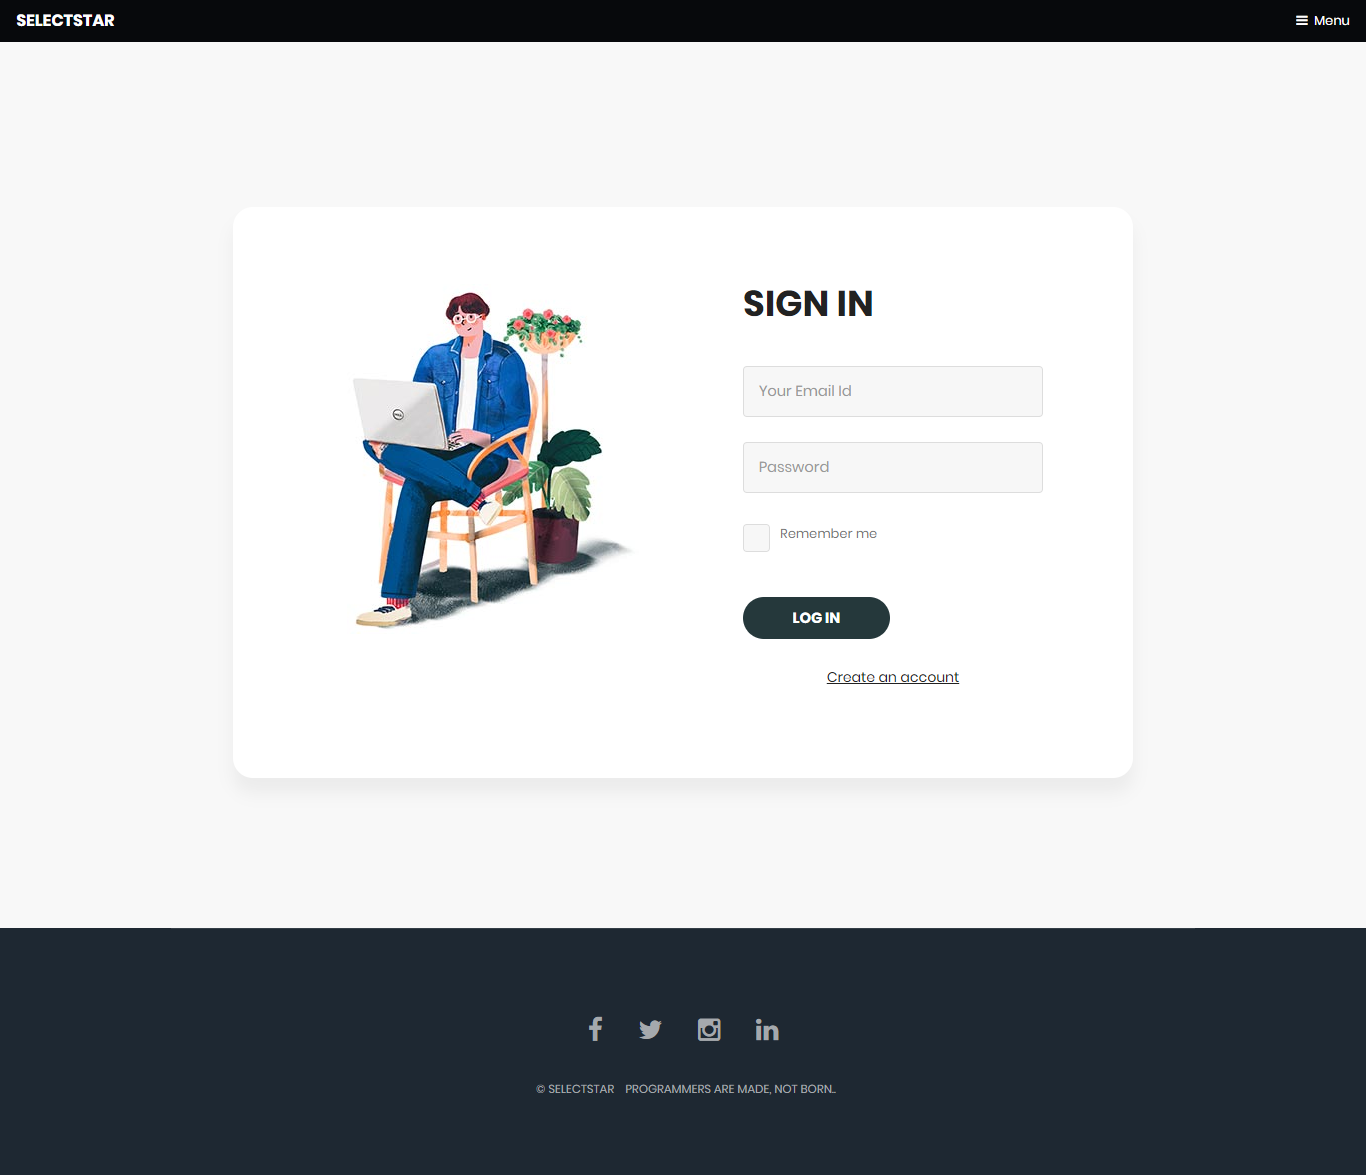 SELECTSTAR
Menu
SIGN IN
Your Email Id
Password
Remember me
LOG IN
Create an account
© SELECTSTAR PROGRAMMERS ARE MADE, NOT BORN..